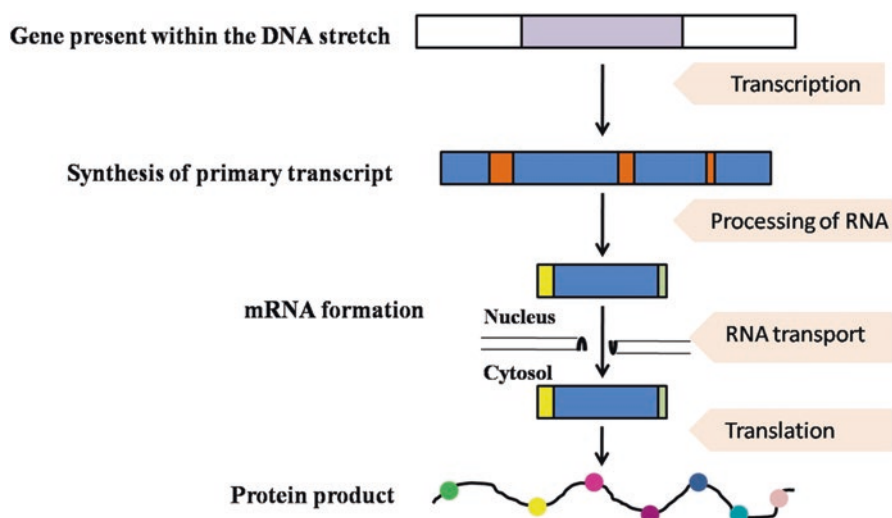 Gene present within the DNA stretch
Transcription
Synthesis of primary transcript
Processing of RNA
mRNA formation
Nucleus
RNA transport
Cytosol
Translation
Protein product